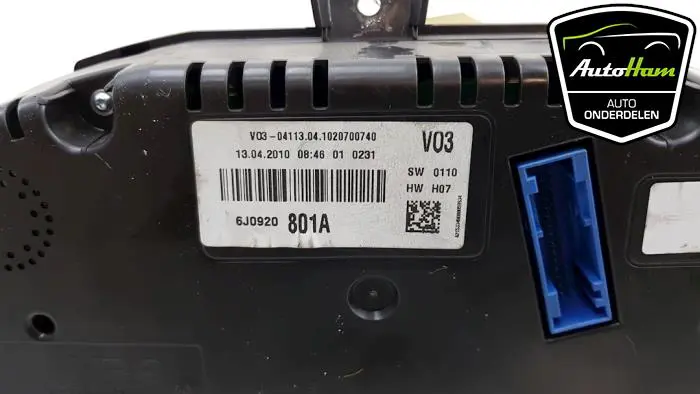 AutoHam
AUTO
ONDERDELEN
V03-04113.04.1020700740
V03
13.04.2010 08:46 01 0231
SW 0110
HW H07
6J0920 801A